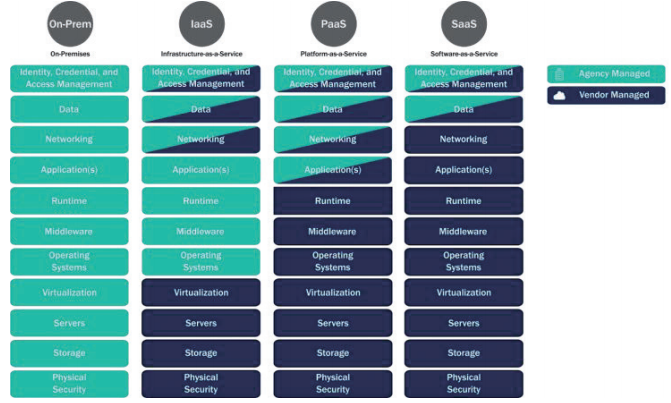 On-Prem IaaS PaaS SaaS
On-Premises Infrastructure-as-a-Service Platform-as-a-Service Software-as-a-Service
Identity, Credential, and Identity, Credential, and Identity, Credential, and Identity, Credential, and
Access Management Access Management Access Management Access Management
Agency Managed
Data Data Data Data
Vendor Managed
Networking Networking Networking Networking
Application(s) Application(s) Application(s) Application(s)
Runtime Runtime Runtime Runtime
Middleware Middleware Middleware Middleware
Operating Operating Operating Operating
Systems Systems Systems Systems
Virtualization Virtualization Virtualization Virtualization
Servers Servers Servers Servers
Storage Storage Storage Storage
Physical Physical Physical Physical
Security Security Security Security